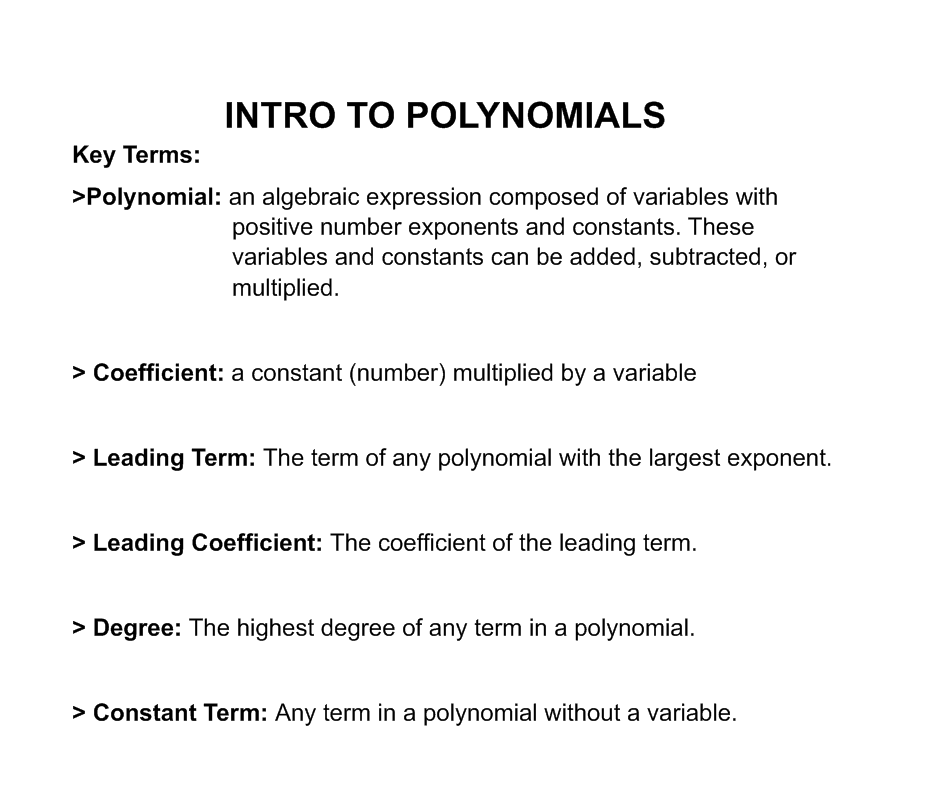 INTRO TO POLYNOMIALS
Key Terms:
>Polynomial: an algebraic expression composed of variables with
positive number exponents and constants. These
variables and constants can be added, subtracted, or
multiplied.
> Coefficient: a constant (number) multiplied by a variable
> Leading Term: The term of any polynomial with the largest exponent.
> Leading Coefficient: The coefficient of the leading term.
> Degree: The highest degree of any term in a polynomial.
> Constant Term: Any term in a polynomial without a variable.